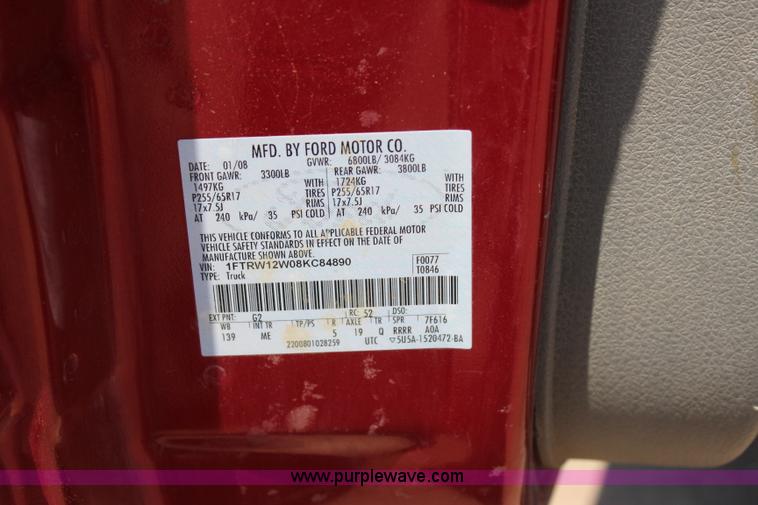 MFD. BY FORD MOTOR CO.
DATE: 01/08 GVWR: 6800LB/ 3084KG
FRONT GAWR: 3300LB REAR GAWR: 3800LB
1497KG WITH 1724KG WITH
P255/65R17 TIRES P255/65R17 TIRES
17x7.5J RIMS 17x7.5J RIMS
AT 240 kPa/ 35 PSI COLD AT 240 kPa/ 35 PSI COLD
THIS VEHICLE CONFORMS TO ALL APPLICABLE FEDERAL MOTOR
VEHICLE SAFETY STANDARDS IN EFFECT ON THE DATE OF
MANUFACTURE SHOWN ABOVE.
VIN: 1FTRW12W08KC84890 F0077
TYPE: Truck T0846
EXT PNT: G2 RC: 52 DSO:
WB INT TR TP/PS R AXLE TR SPR 7F616
139 ME 5 19 Q RRRR A0A
2200801028259 UTC ▽5U5A-1520472-BA
www.purplewave.com